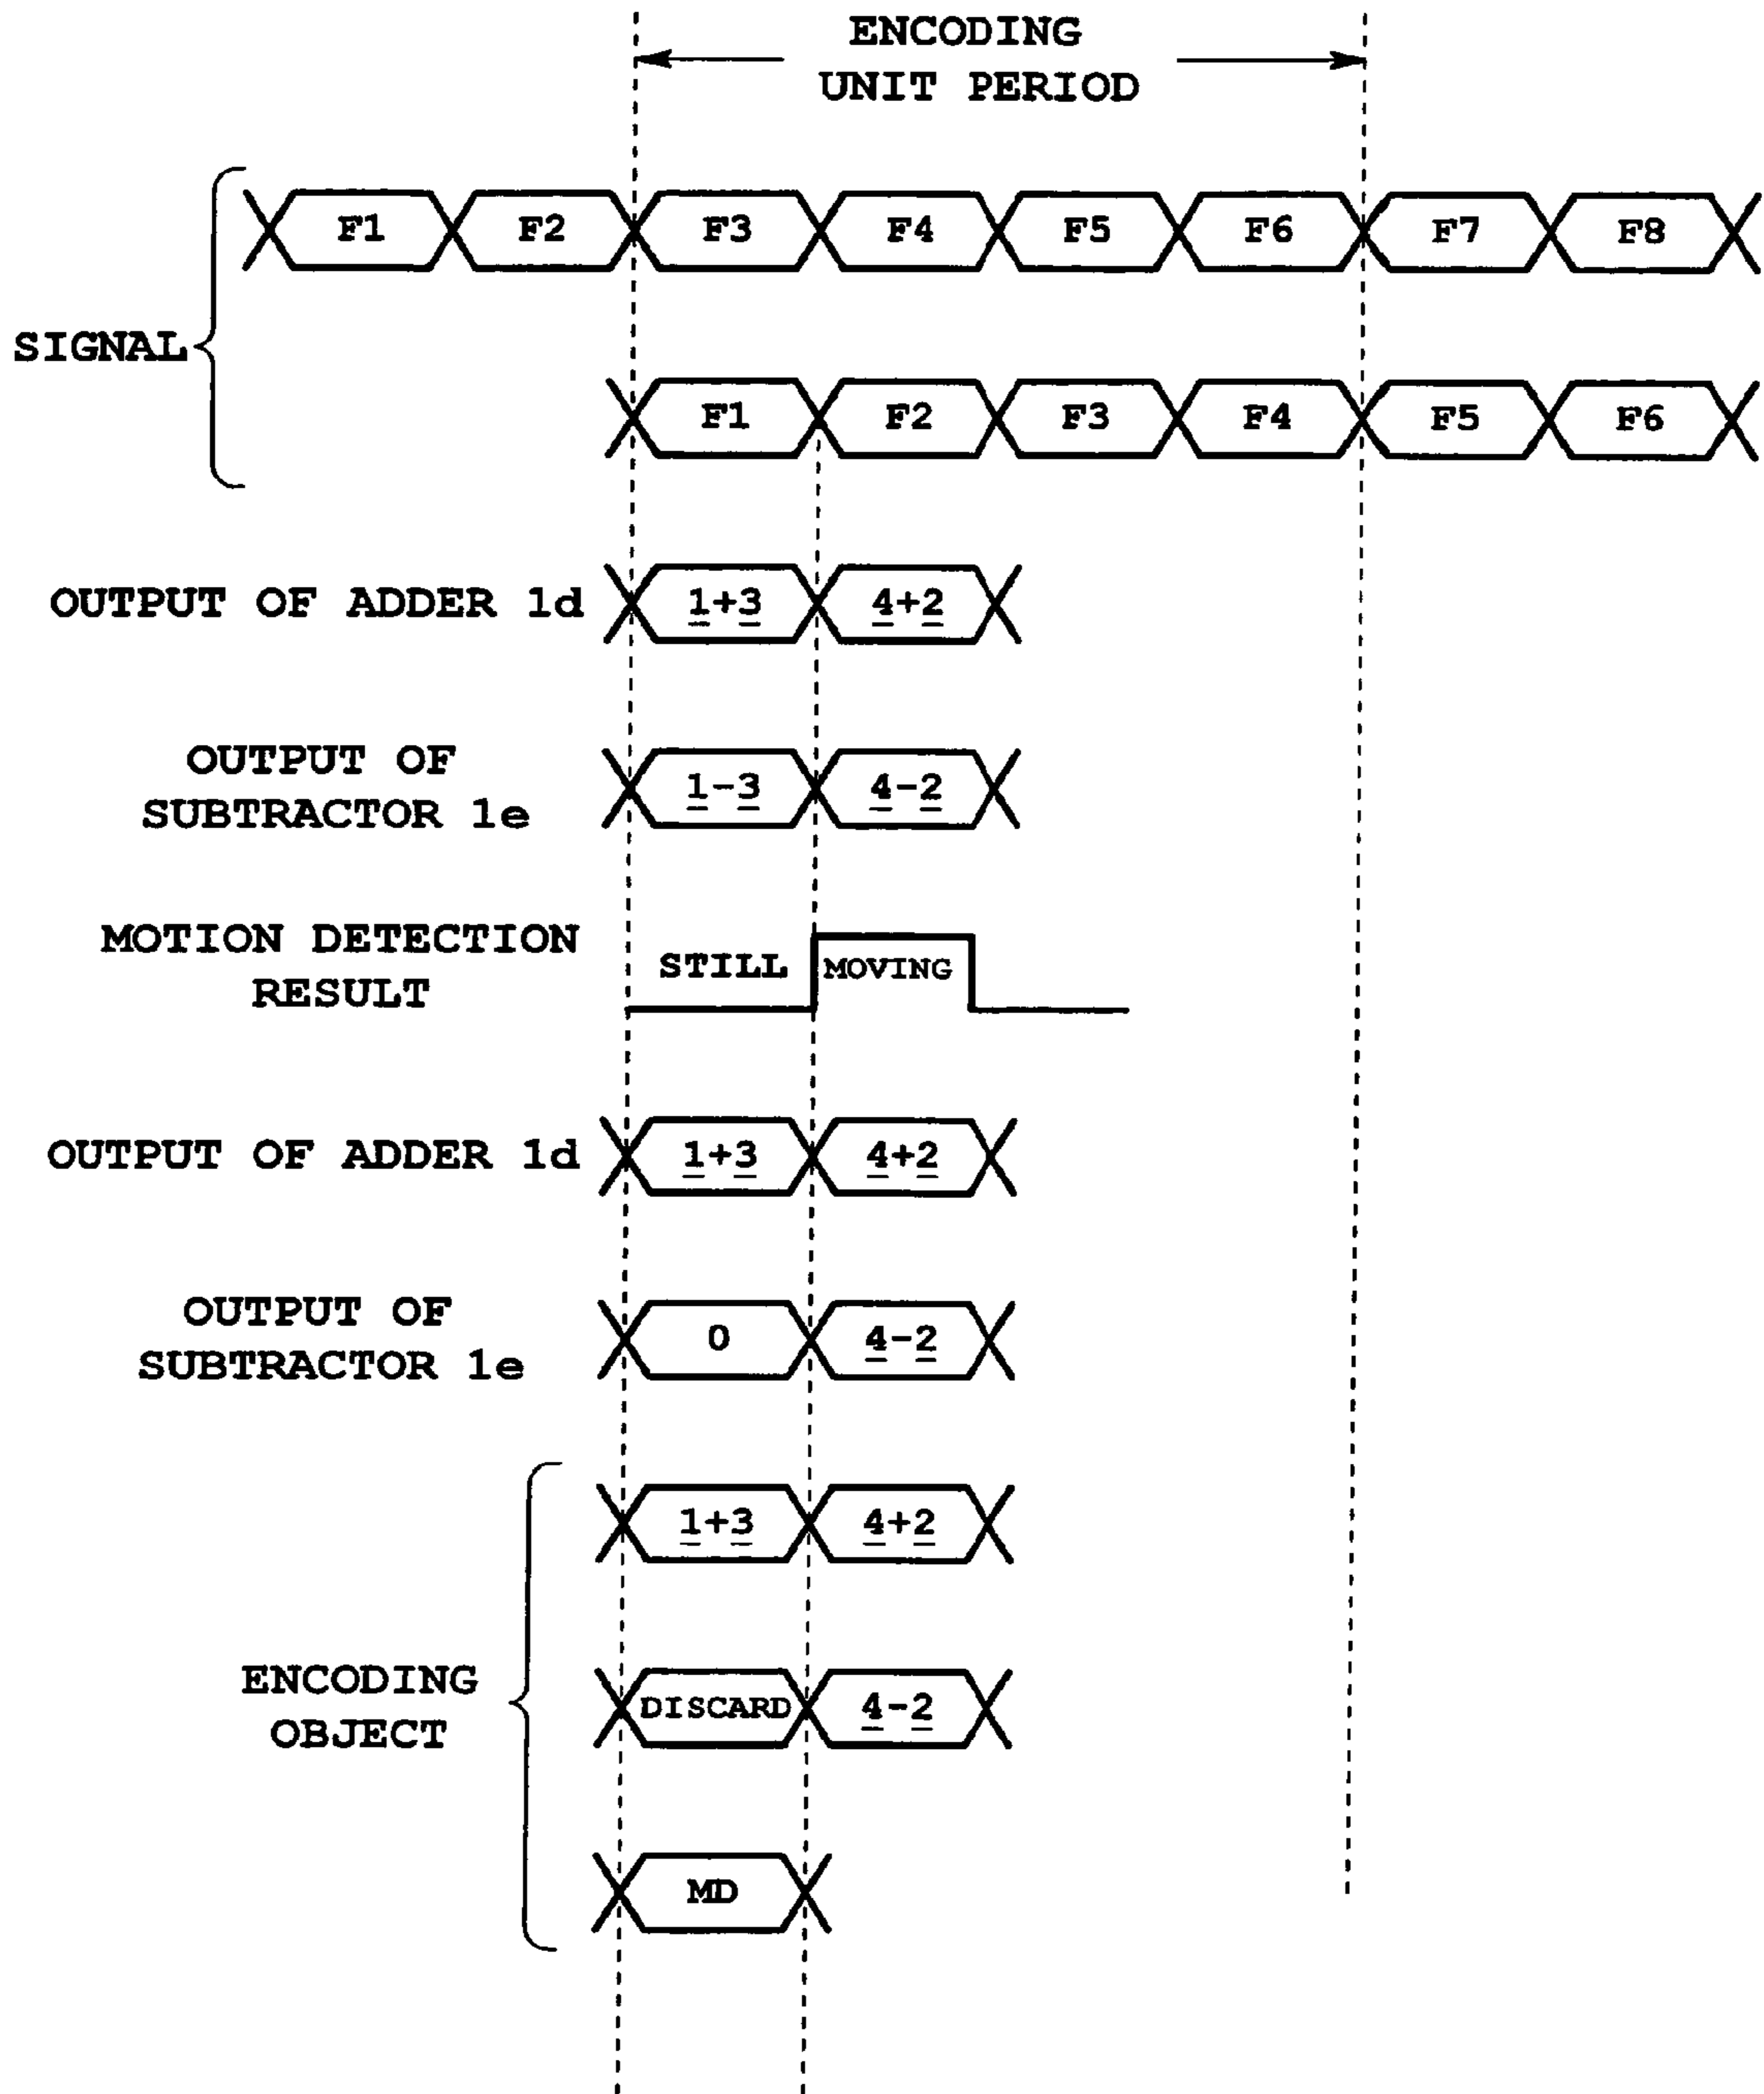 ENCODING
UNIT PERIOD
F1 F2 F3 F4 F5 F6 F7 F8
SIGNAL
F1 F2 F3 F4 F5 F6
OUTPUT OF ADDER 1d 1+3 4+2
OUTPUT OF
SUBTRACTOR 1e
1-3 4-2
MOTION DETECTION
RESULT
STILL MOVING
OUTPUT OF ADDER 1d 1+3 4+2
OUTPUT OF
SUBTRACTOR 1e
0 4-2
1+3 4+2
ENCODING
OBJECT
DISCARD 4-2
MD